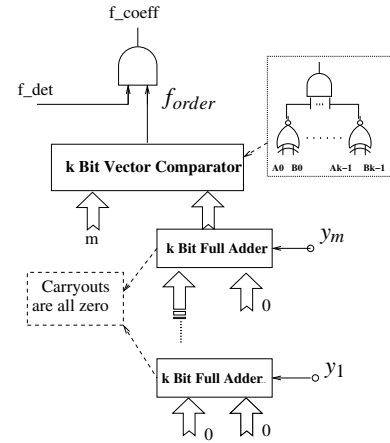 f_coeff
f_det
f_order
k Bit Vector Comparator
A0 B0 Ak−1 Bk−1
m
k Bit Full Adder
y_m
Carryouts
are all zero
0
k Bit Full Adder
y_1
0 0